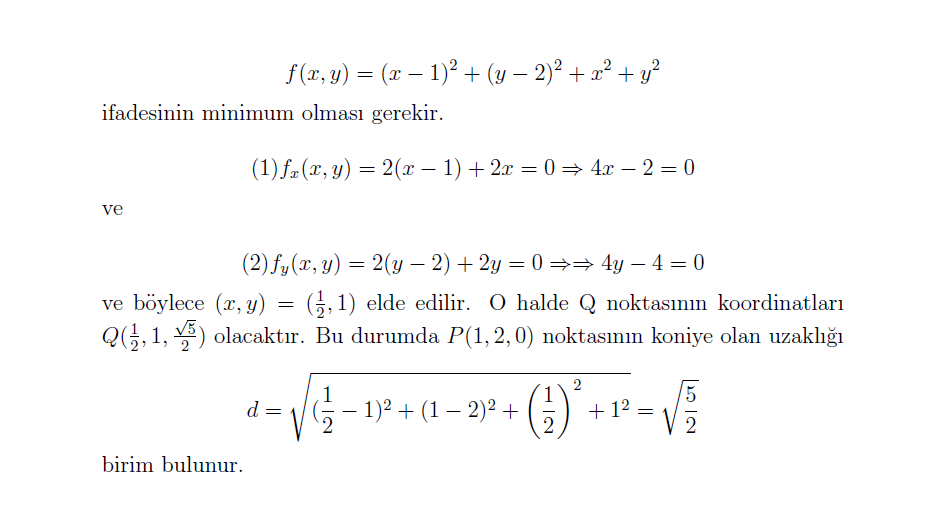 f(x, y) = (x − 1)² + (y − 2)² + x² + y²
ifadesinin minimum olması gerekir.
(1)fₓ(x, y) = 2(x − 1) + 2x = 0 ⇒ 4x − 2 = 0
ve
(2)f_y(x, y) = 2(y − 2) + 2y = 0 ⇒⇒ 4y − 4 = 0
ve böylece (x, y) = (1/2, 1) elde edilir. O halde Q noktasının koordinatları
Q(1/2, 1, √5/2) olacaktır. Bu durumda P(1, 2, 0) noktasının koniye olan uzaklığı
d = √((1/2 − 1)² + (1 − 2)² + (1/2)² + 1²) = √(5/2)
birim bulunur.